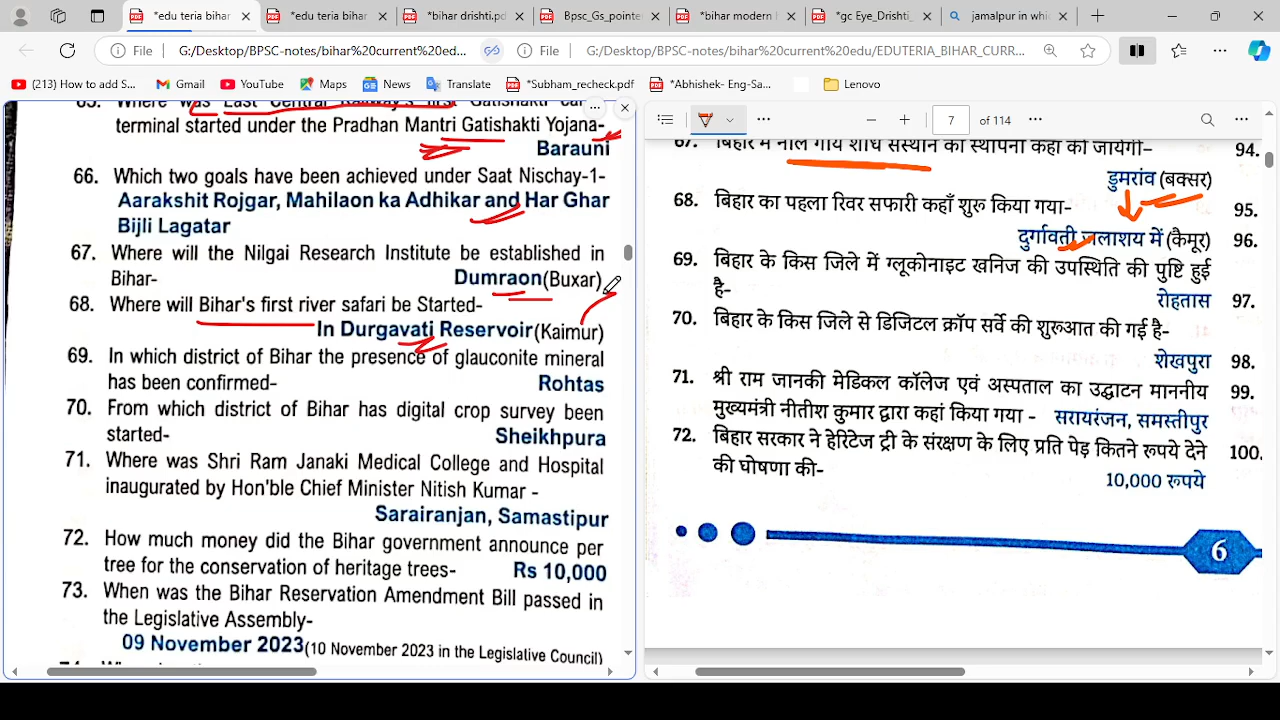 *edu teria bihar
*edu teria bihar
*bihar drishti.pd
Bpsc_Gs_pointe
*bihar modern
*gc Eye_Drishti_
jamalpur in whi
File
G:/Desktop/BPSC-notes/bihar%20current%20ed...
File
G:/Desktop/BPSC-notes/bihar%20current%20edu/EDUTERIA_BIHAR_CURR...
(213) How to add S...
Gmail
YouTube
Maps
News
Translate
*Subham_recheck.pdf
*Abhishek- Eng-Sa...
Lenovo
65. Where was East Central Railway's first Gatishakti
terminal started under the Pradhan Mantri Gatishakti Yojana-
Barauni
66. Which two goals have been achieved under Saat Nischay-1-
Aarakshit Rojgar, Mahilaon ka Adhikar and Har Ghar
Bijli Lagatar
67. Where will the Nilgai Research Institute be established in
Bihar- Dumraon(Buxar)
68. Where will Bihar's first river safari be Started-
In Durgavati Reservoir(Kaimur)
69. In which district of Bihar the presence of glauconite mineral
has been confirmed- Rohtas
70. From which district of Bihar has digital crop survey been
started- Sheikhpura
71. Where was Shri Ram Janaki Medical College and Hospital
inaugurated by Hon'ble Chief Minister Nitish Kumar -
Sarairanjan, Samastipur
72. How much money did the Bihar government announce per
tree for the conservation of heritage trees- Rs 10,000
73. When was the Bihar Reservation Amendment Bill passed in
the Legislative Assembly-
09 November 2023(10 November 2023 in the Legislative Council)
7 of 114
67. बिहार में नील गाय शोध संस्थान की स्थापना कहाँ की जायेगी-
डुमरांव (बक्सर)
68. बिहार का पहला रिवर सफारी कहाँ शुरू किया गया-
दुर्गावती जलाशय में (कैमूर)
69. बिहार के किस जिले में ग्लूकोनाइट खनिज की उपस्थिति की पुष्टि हुई
है-
रोहतास
70. बिहार के किस जिले से डिजिटल क्रॉप सर्वे की शुरूआत की गई है-
शेखपुरा
71. श्री राम जानकी मेडिकल कॉलेज एवं अस्पताल का उद्घाटन माननीय
मुख्यमंत्री नीतीश कुमार द्वारा कहां किया गया - सरायरंजन, समस्तीपुर
72. बिहार सरकार ने हेरिटेज ट्री के संरक्षण के लिए प्रति पेड़ कितने रूपये देने
की घोषणा की-
10,000 रूपये
6
94.
95.
96.
97.
98.
99.
100.